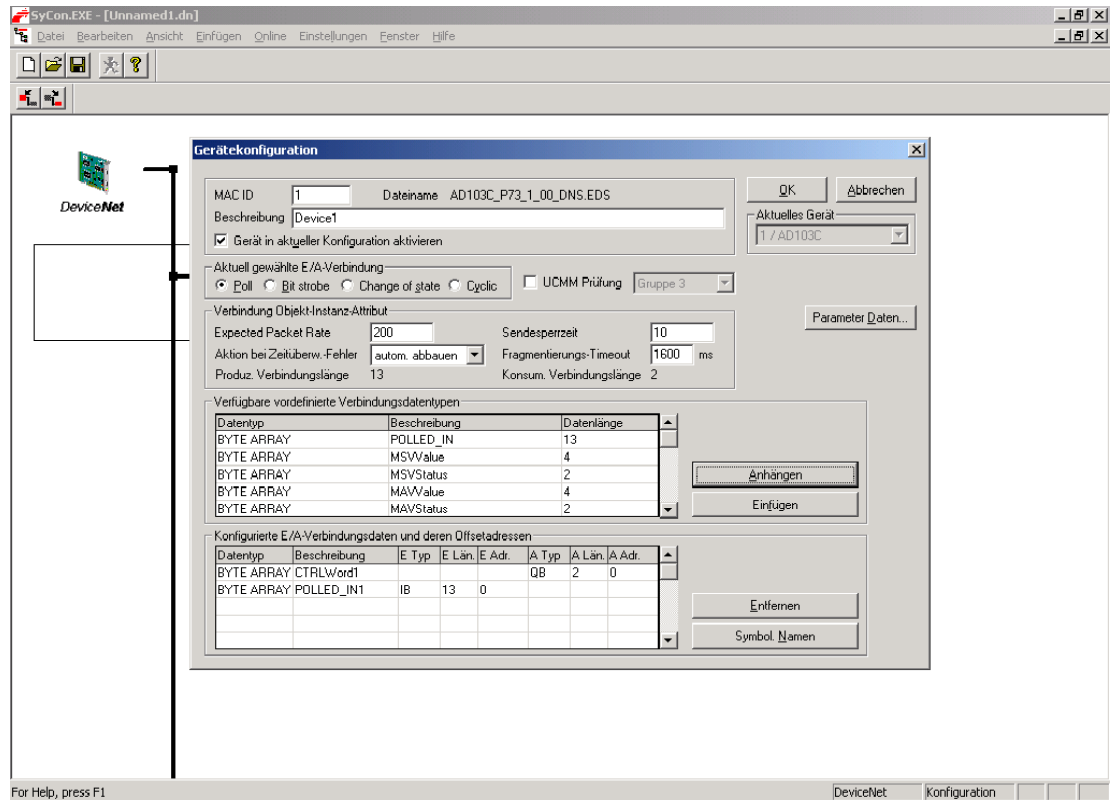 SyCon.EXE - [Unnamed1.dn]
Datei Bearbeiten Ansicht Einfügen Online Einstellungen Fenster Hilfe
DeviceNet
Gerätekonfiguration
MAC ID 1 Dateiname AD103C_P73_1_00_DNS.EDS
Beschreibung Device1
Gerät in aktueller Konfiguration aktivieren
OK Abbrechen
Aktuelles Gerät
1 / AD103C
Aktuell gewählte E/A-Verbindung
Poll Bit strobe Change of state Cyclic
UCMM Prüfung Gruppe 3
Verbindung Objekt-Instanz-Attribut
Expected Packet Rate 200 Sendesperrzeit 10
Aktion bei Zeitüberw.-Fehler autom. abbauen Fragmentierungs-Timeout 1600 ms
Produz. Verbindungslänge 13 Konsum. Verbindungslänge 2
Parameter Daten...
Verfügbare vordefinierte Verbindungsdatentypen
Datentyp Beschreibung Datenlänge
BYTE ARRAY POLLED_IN 13
BYTE ARRAY MSVValue 4
BYTE ARRAY MSVStatus 2
BYTE ARRAY MAVValue 4
BYTE ARRAY MAVStatus 2
Anhängen
Einfügen
Konfigurierte E/A-Verbindungsdaten und deren Offsetadressen
Datentyp Beschreibung E Typ E Län. E Adr. A Typ A Län. A Adr.
BYTE ARRAY CTRLWord1 QB 2 0
BYTE ARRAY POLLED_IN1 IB 13 0
Entfernen
Symbol. Namen
For Help, press F1 DeviceNet Konfiguration